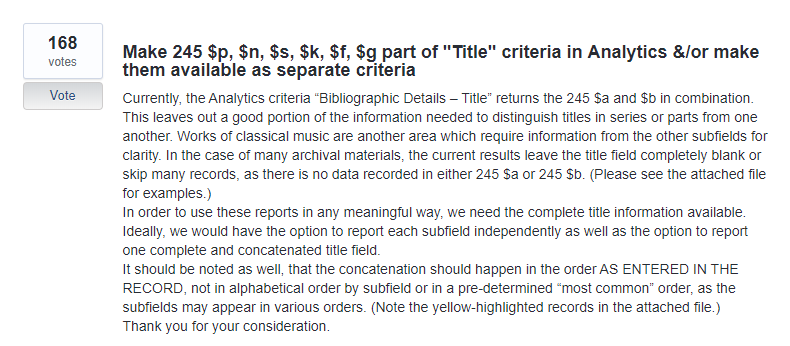 168
votes
Vote
Make 245 $p, $n, $s, $k, $f, $g part of "Title" criteria in Analytics &/or make
them available as separate criteria
Currently, the Analytics criteria “Bibliographic Details – Title” returns the 245 $a and $b in combination.
This leaves out a good portion of the information needed to distinguish titles in series or parts from one
another. Works of classical music are another area which require information from the other subfields for
clarity. In the case of many archival materials, the current results leave the title field completely blank or
skip many records, as there is no data recorded in either 245 $a or 245 $b. (Please see the attached file
for examples.)
In order to use these reports in any meaningful way, we need the complete title information available.
Ideally, we would have the option to report each subfield independently as well as the option to report
one complete and concatenated title field.
It should be noted as well, that the concatenation should happen in the order AS ENTERED IN THE
RECORD, not in alphabetical order by subfield or in a pre-determined “most common” order, as the
subfields may appear in various orders. (Note the yellow-highlighted records in the attached file.)
Thank you for your consideration.